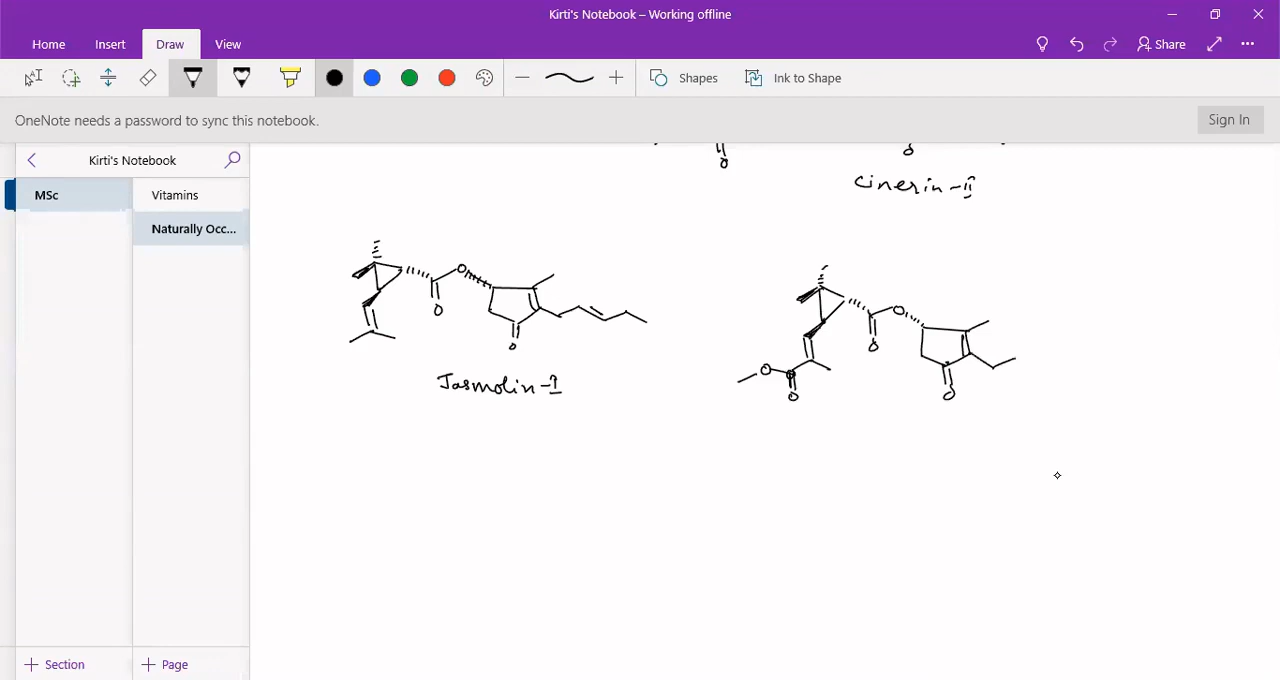 Kirti's Notebook – Working offline
Home Insert Draw View
Share
Shapes Ink to Shape
OneNote needs a password to sync this notebook.
Sign In
Kirti's Notebook
MSc
Vitamins
Naturally Occ...
O O
Cinerin-II
O
O
O
Jasmolin-I
O
O
O
O
O
+ Section + Page